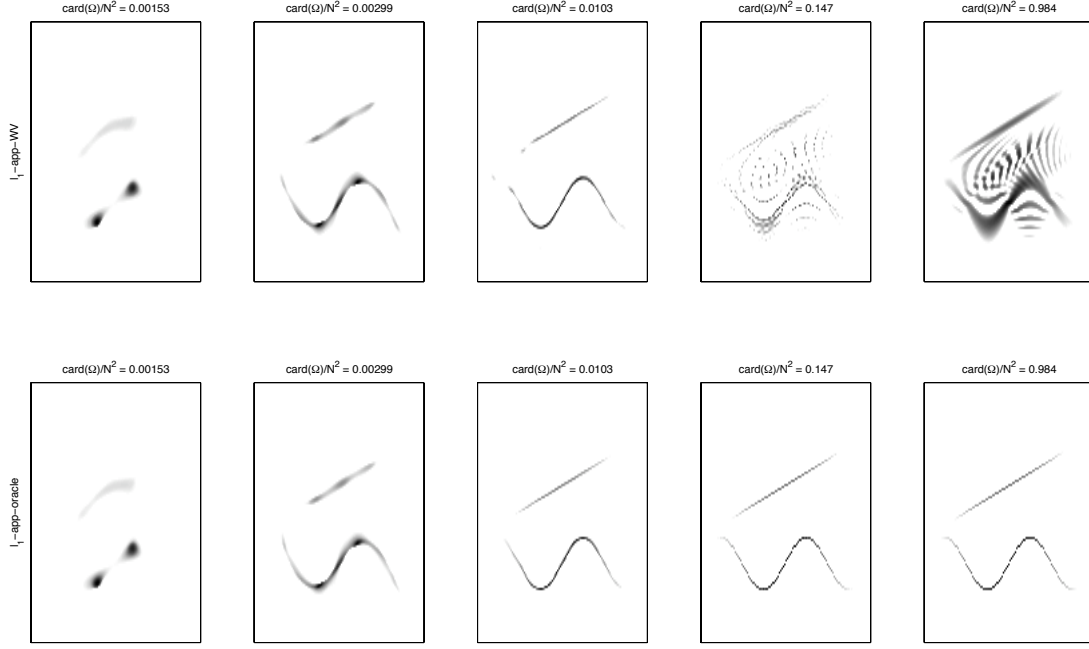 card(Ω)/N² = 0.00153
card(Ω)/N² = 0.00299
card(Ω)/N² = 0.0103
card(Ω)/N² = 0.147
card(Ω)/N² = 0.984
l₁−app−WV
card(Ω)/N² = 0.00153
card(Ω)/N² = 0.00299
card(Ω)/N² = 0.0103
card(Ω)/N² = 0.147
card(Ω)/N² = 0.984
l₁−app−oracle